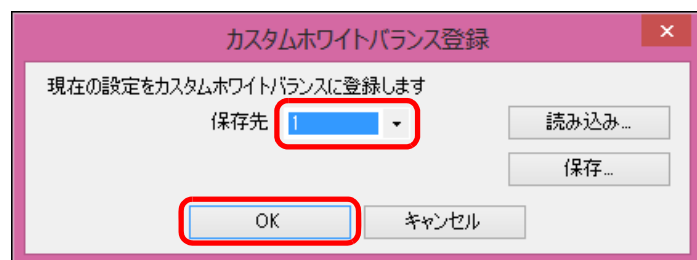 カスタムホワイトバランス登録
×
現在の設定をカスタムホワイトバランスに登録します
保存先 1
読み込み...
保存...
OK キャンセル